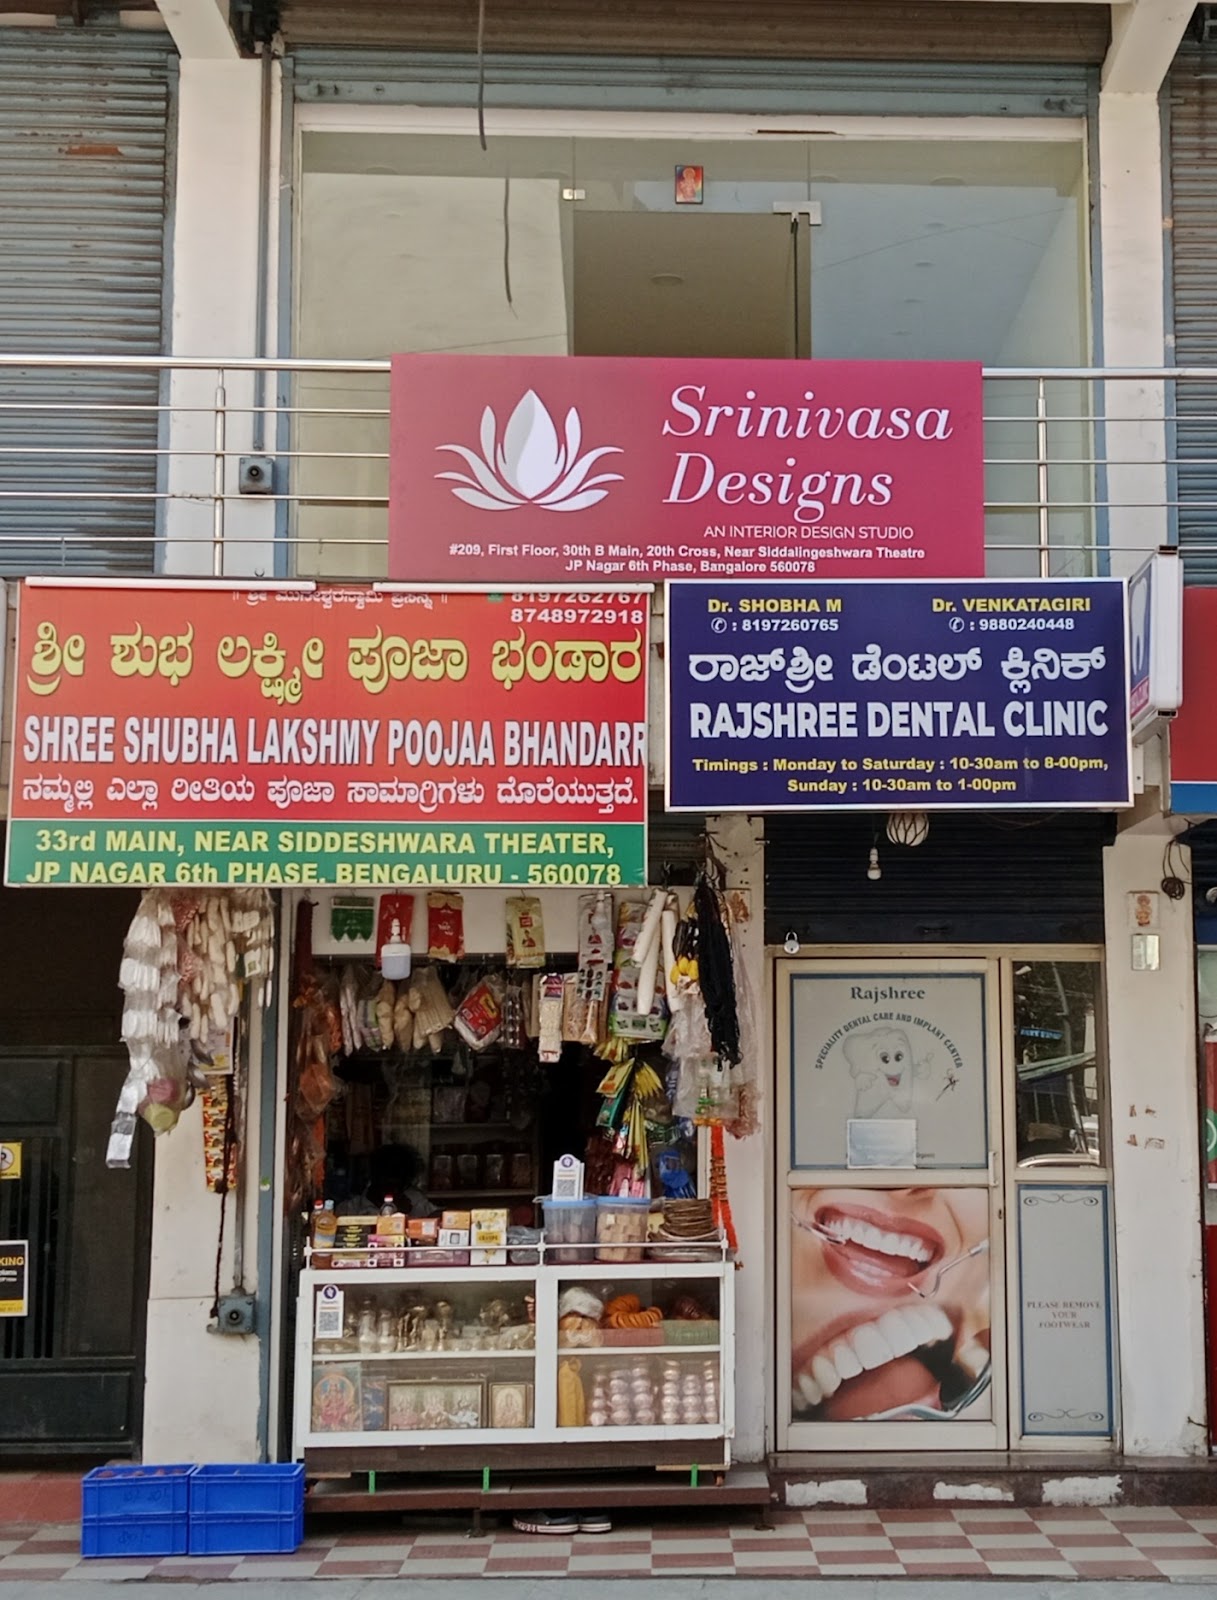 Srinivasa
Designs
AN INTERIOR DESIGN STUDIO
#209, First Floor, 30th B Main, 20th Cross, Near Siddalingeshwara Theatre
JP Nagar 6th Phase, Bangalore 560078
|| ಶ್ರೀ ಮುನೇಶ್ವರಸ್ವಾಮಿ ಪ್ರಸನ್ನ ||
8197262767
8748972918
ಶ್ರೀ ಶುಭ ಲಕ್ಷ್ಮೀ ಪೂಜಾ ಭಂಡಾರ
SHREE SHUBHA LAKSHMY POOJAA BHANDARR
ನಮ್ಮಲ್ಲಿ ಎಲ್ಲಾ ರೀತಿಯ ಪೂಜಾ ಸಾಮಾಗ್ರಿಗಳು ದೊರೆಯುತ್ತದೆ.
33rd MAIN, NEAR SIDDESHWARA THEATER,
JP NAGAR 6th PHASE, BENGALURU - 560078
Dr. SHOBHA M
✆ : 8197260765
Dr. VENKATAGIRI
✆ : 9880240448
ರಾಜ್‌ಶ್ರೀ ಡೆಂಟಲ್ ಕ್ಲಿನಿಕ್
RAJSHREE DENTAL CLINIC
Timings : Monday to Saturday : 10-30am to 8-00pm,
Sunday : 10-30am to 1-00pm
Rajshree
SPECIALITY DENTAL CARE AND IMPLANT CENTER
PLEASE REMOVE
YOUR
FOOTWEAR
KING